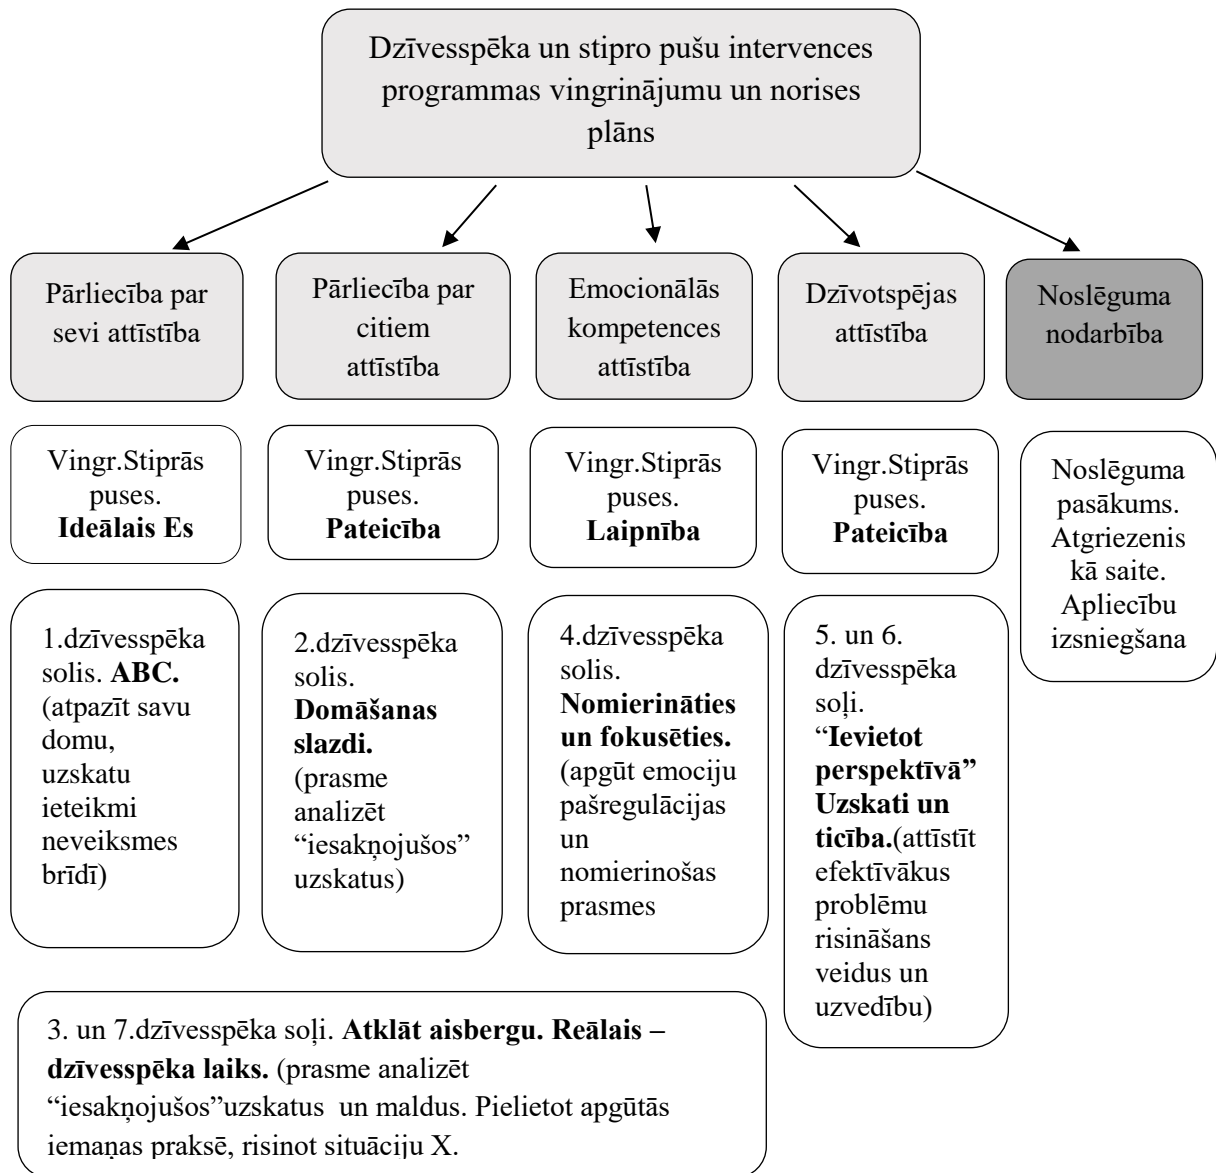 Dzīvesspēka un stipro pušu intervences
programmas vingrinājumu un norises
plāns
Pārliecība par
sevi attīstība
Pārliecība par
citiem
attīstība
Emocionālās
kompetences
attīstība
Dzīvotspējas
attīstība
Noslēguma
nodarbība
Vingr.Stiprās
puses.
Ideālais Es
Vingr.Stiprās
puses.
Pateicība
Vingr.Stiprās
puses.
Laipnība
Vingr.Stiprās
puses.
Pateicība
Noslēguma
pasākums.
Atgriezenis
kā saite.
Apliecību
izsniegšana
1.dzīvesspēka
solis. ABC.
(atpazīt savu
domu,
uzskatu
ieteikmi
neveiksmes
brīdī)
2.dzīvesspēka
solis.
Domāšanas
slazdi.
(prasme
analizēt
“iesakņojušos”
uzskatus)
4.dzīvesspēka
solis.
Nomierināties
un fokusēties.
(apgūt emociju
pašregulācijas
un
nomierinošas
prasmes
5. un 6.
dzīvesspēka
soļi.
“Ievietot
perspektīvā”
Uzskati un
ticība.(attīstīt
efektīvākus
problēmu
risināšans
veidus un
uzvedību)
3. un 7.dzīvesspēka soļi. Atklāt aisbergu. Reālais –
dzīvesspēka laiks. (prasme analizēt
“iesakņojušos”uzskatus un maldus. Pielietot apgūtās
iemaņas praksē, risinot situāciju X.